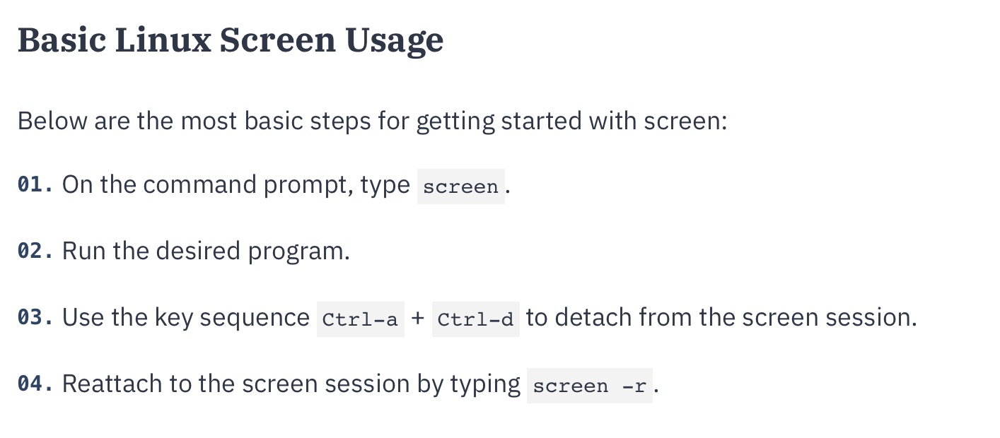 Basic Linux Screen Usage
Below are the most basic steps for getting started with screen:
01. On the command prompt, type screen.
02. Run the desired program.
03. Use the key sequence Ctrl-a + Ctrl-d to detach from the screen session.
04. Reattach to the screen session by typing screen -r.